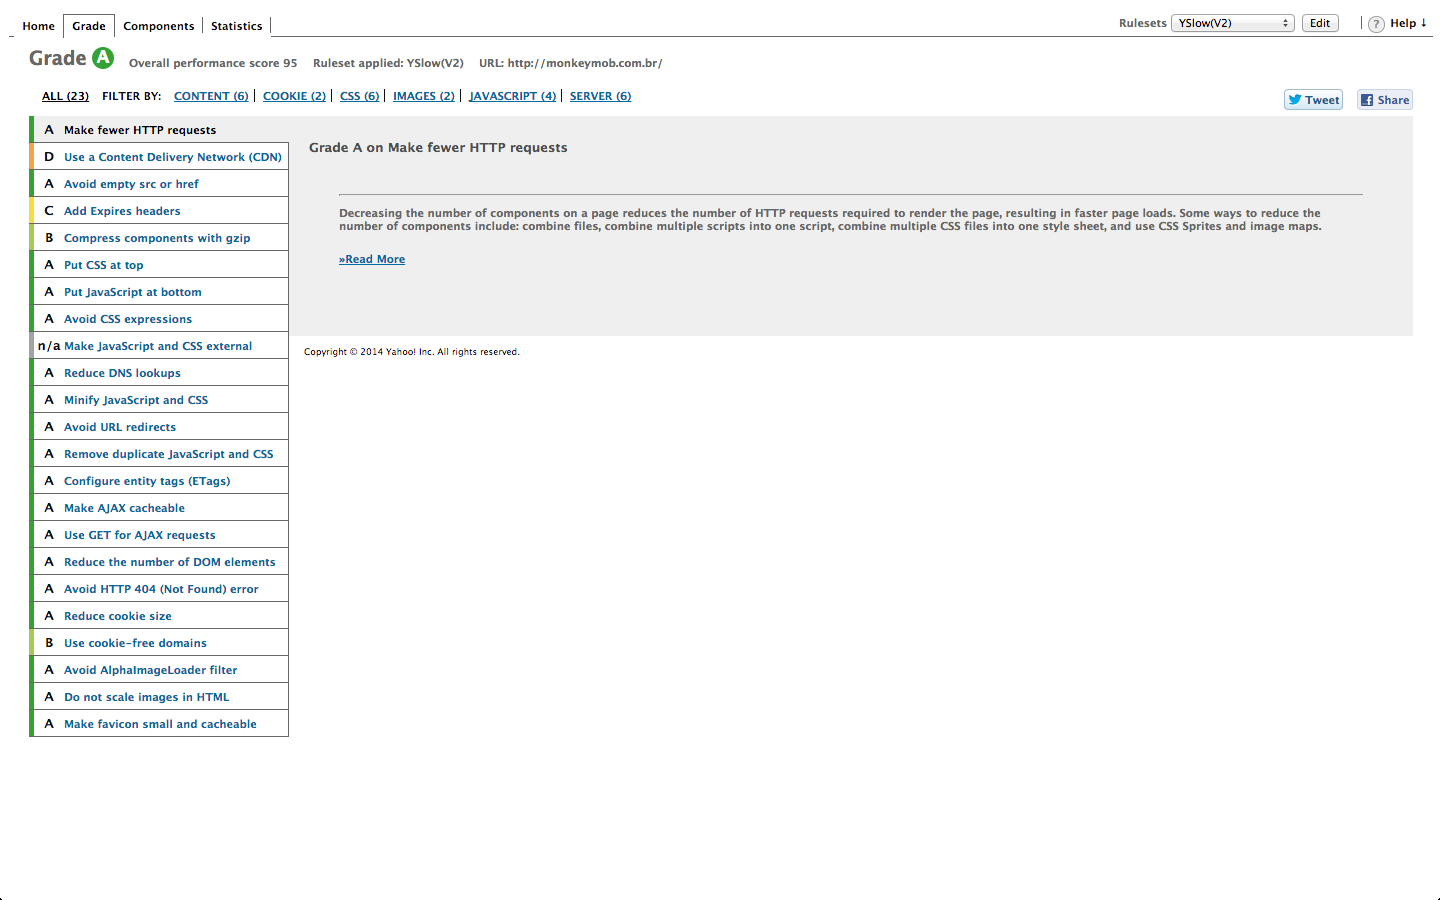 Home Grade Components Statistics Rulesets YSlow(V2) Edit ? Help ↓
Grade A Overall performance score 95 Ruleset applied: YSlow(V2) URL: http://monkeymob.com.br/
ALL (23) FILTER BY: CONTENT (6) COOKIE (2) CSS (6) IMAGES (2) JAVASCRIPT (4) SERVER (6) Tweet Share
A Make fewer HTTP requests
D Use a Content Delivery Network (CDN)
A Avoid empty src or href
C Add Expires headers
B Compress components with gzip
A Put CSS at top
A Put JavaScript at bottom
A Avoid CSS expressions
n/a Make JavaScript and CSS external
A Reduce DNS lookups
A Minify JavaScript and CSS
A Avoid URL redirects
A Remove duplicate JavaScript and CSS
A Configure entity tags (ETags)
A Make AJAX cacheable
A Use GET for AJAX requests
A Reduce the number of DOM elements
A Avoid HTTP 404 (Not Found) error
A Reduce cookie size
B Use cookie-free domains
A Avoid AlphaImageLoader filter
A Do not scale images in HTML
A Make favicon small and cacheable
Grade A on Make fewer HTTP requests
Decreasing the number of components on a page reduces the number of HTTP requests required to render the page, resulting in faster page loads. Some ways to reduce the
number of components include: combine files, combine multiple scripts into one script, combine multiple CSS files into one style sheet, and use CSS Sprites and image maps.
»Read More
Copyright © 2014 Yahoo! Inc. All rights reserved.